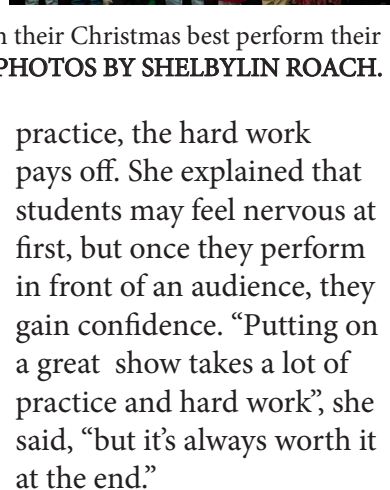 their Christmas best perform their
PHOTOS BY SHELBYLIN ROACH.
practice, the hard work
pays off. She explained that
students may feel nervous at
first, but once they perform
in front of an audience, they
gain confidence. “Putting on
a great  show takes a lot of
practice and hard work”, she
said, “but it’s always worth it
at the end.”